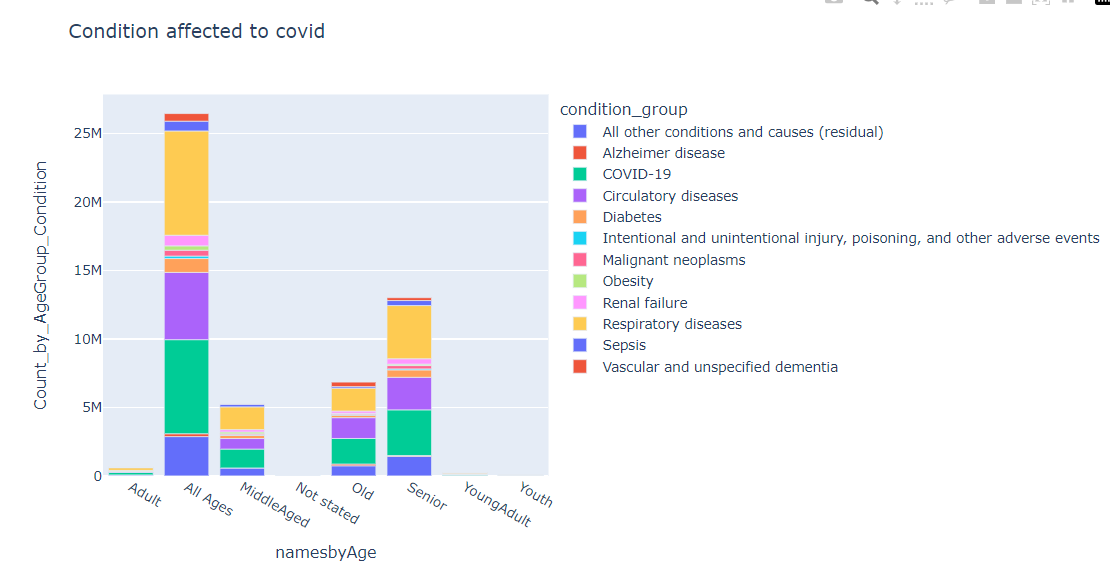 Condition affected to covid
Count_by_AgeGroup_Condition
25M
20M
15M
10M
5M
0
Adult
All Ages
MiddleAged
Not stated
Old
Senior
YoungAdult
Youth
namesbyAge
condition_group
All other conditions and causes (residual)
Alzheimer disease
COVID-19
Circulatory diseases
Diabetes
Intentional and unintentional injury, poisoning, and other adverse events
Malignant neoplasms
Obesity
Renal failure
Respiratory diseases
Sepsis
Vascular and unspecified dementia